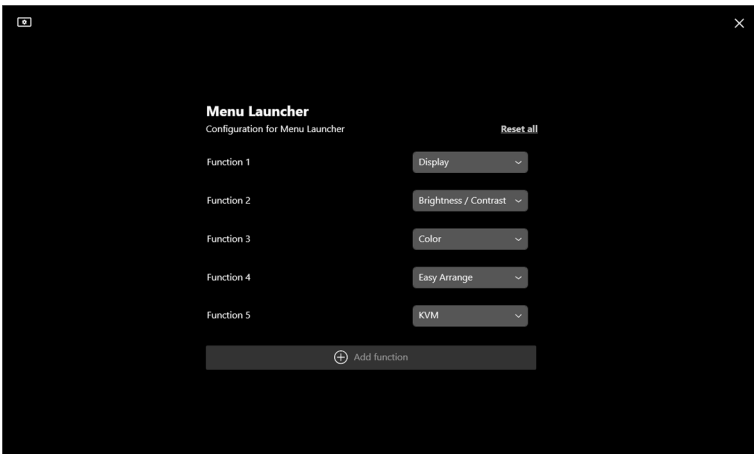 Menu Launcher
Configuration for Menu Launcher Reset all
Function 1 Display
Function 2 Brightness / Contrast
Function 3 Color
Function 4 Easy Arrange
Function 5 KVM
Add function